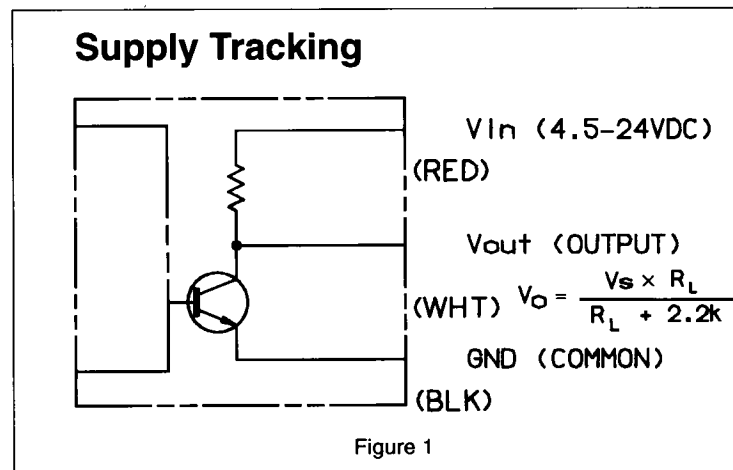 Supply Tracking
VIn (4.5-24VDC)
(RED)
Vout (OUTPUT)
(WHT) Vo = Vs × RL
RL + 2.2k
GND (COMMON)
(BLK)
Figure 1